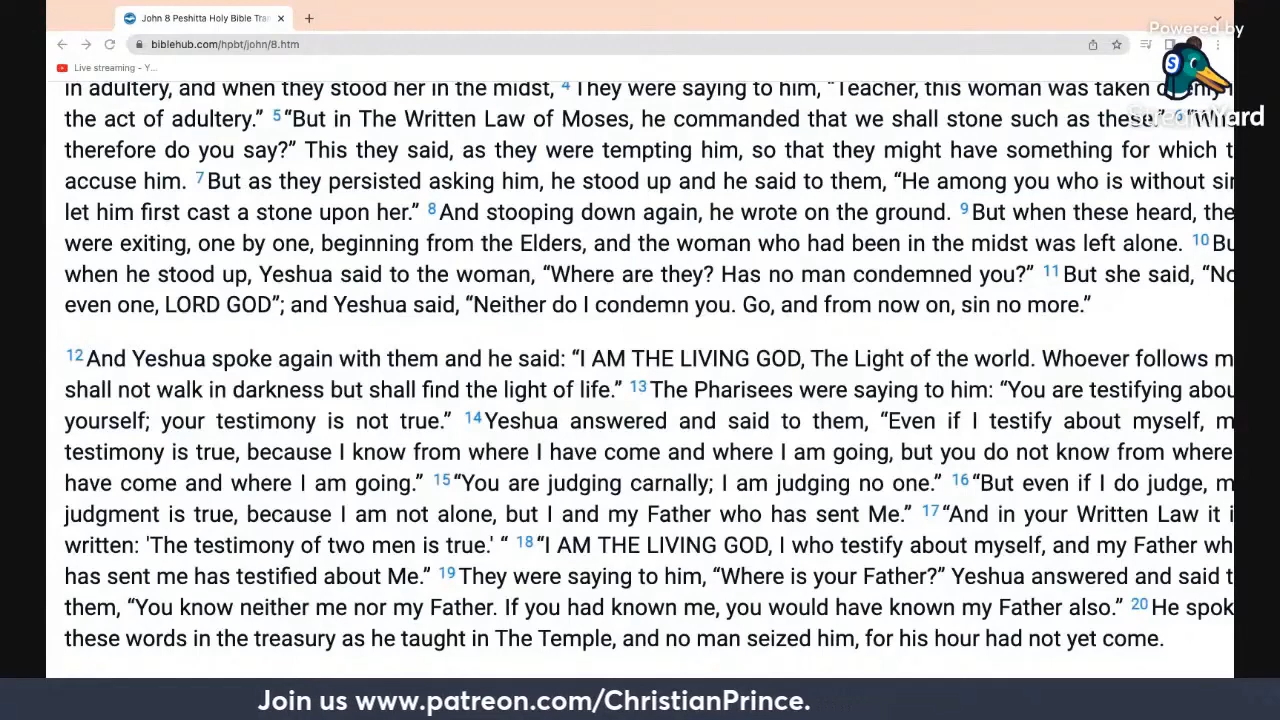 John 8 Peshitta Holy Bible Tran
Powered by
biblehub.com/hpbt/john/8.htm
Live streaming - Y...
StreamYard
in adultery, and when they stood her in the midst, 4 They were saying to him, “Teacher, this woman was taken openly in
the act of adultery.” 5 “But in The Written Law of Moses, he commanded that we shall stone such as these.” 6 “What
therefore do you say?” This they said, as they were tempting him, so that they might have something for which t
accuse him. 7 But as they persisted asking him, he stood up and he said to them, “He among you who is without sin
let him first cast a stone upon her.” 8 And stooping down again, he wrote on the ground. 9 But when these heard, the
were exiting, one by one, beginning from the Elders, and the woman who had been in the midst was left alone. 10 Bu
when he stood up, Yeshua said to the woman, “Where are they? Has no man condemned you?” 11 But she said, “No
even one, LORD GOD”; and Yeshua said, “Neither do I condemn you. Go, and from now on, sin no more.”
12 And Yeshua spoke again with them and he said: “I AM THE LIVING GOD, The Light of the world. Whoever follows m
shall not walk in darkness but shall find the light of life.” 13 The Pharisees were saying to him: “You are testifying abou
yourself; your testimony is not true.” 14 Yeshua answered and said to them, “Even if I testify about myself, m
testimony is true, because I know from where I have come and where I am going, but you do not know from where
have come and where I am going.” 15 “You are judging carnally; I am judging no one.” 16 “But even if I do judge, m
judgment is true, because I am not alone, but I and my Father who has sent Me.” 17 “And in your Written Law it i
written: 'The testimony of two men is true.' “ 18 “I AM THE LIVING GOD, I who testify about myself, and my Father wh
has sent me has testified about Me.” 19 They were saying to him, “Where is your Father?” Yeshua answered and said t
them, “You know neither me nor my Father. If you had known me, you would have known my Father also.” 20 He spok
these words in the treasury as he taught in The Temple, and no man seized him, for his hour had not yet come.
Join us www.patreon.com/ChristianPrince.